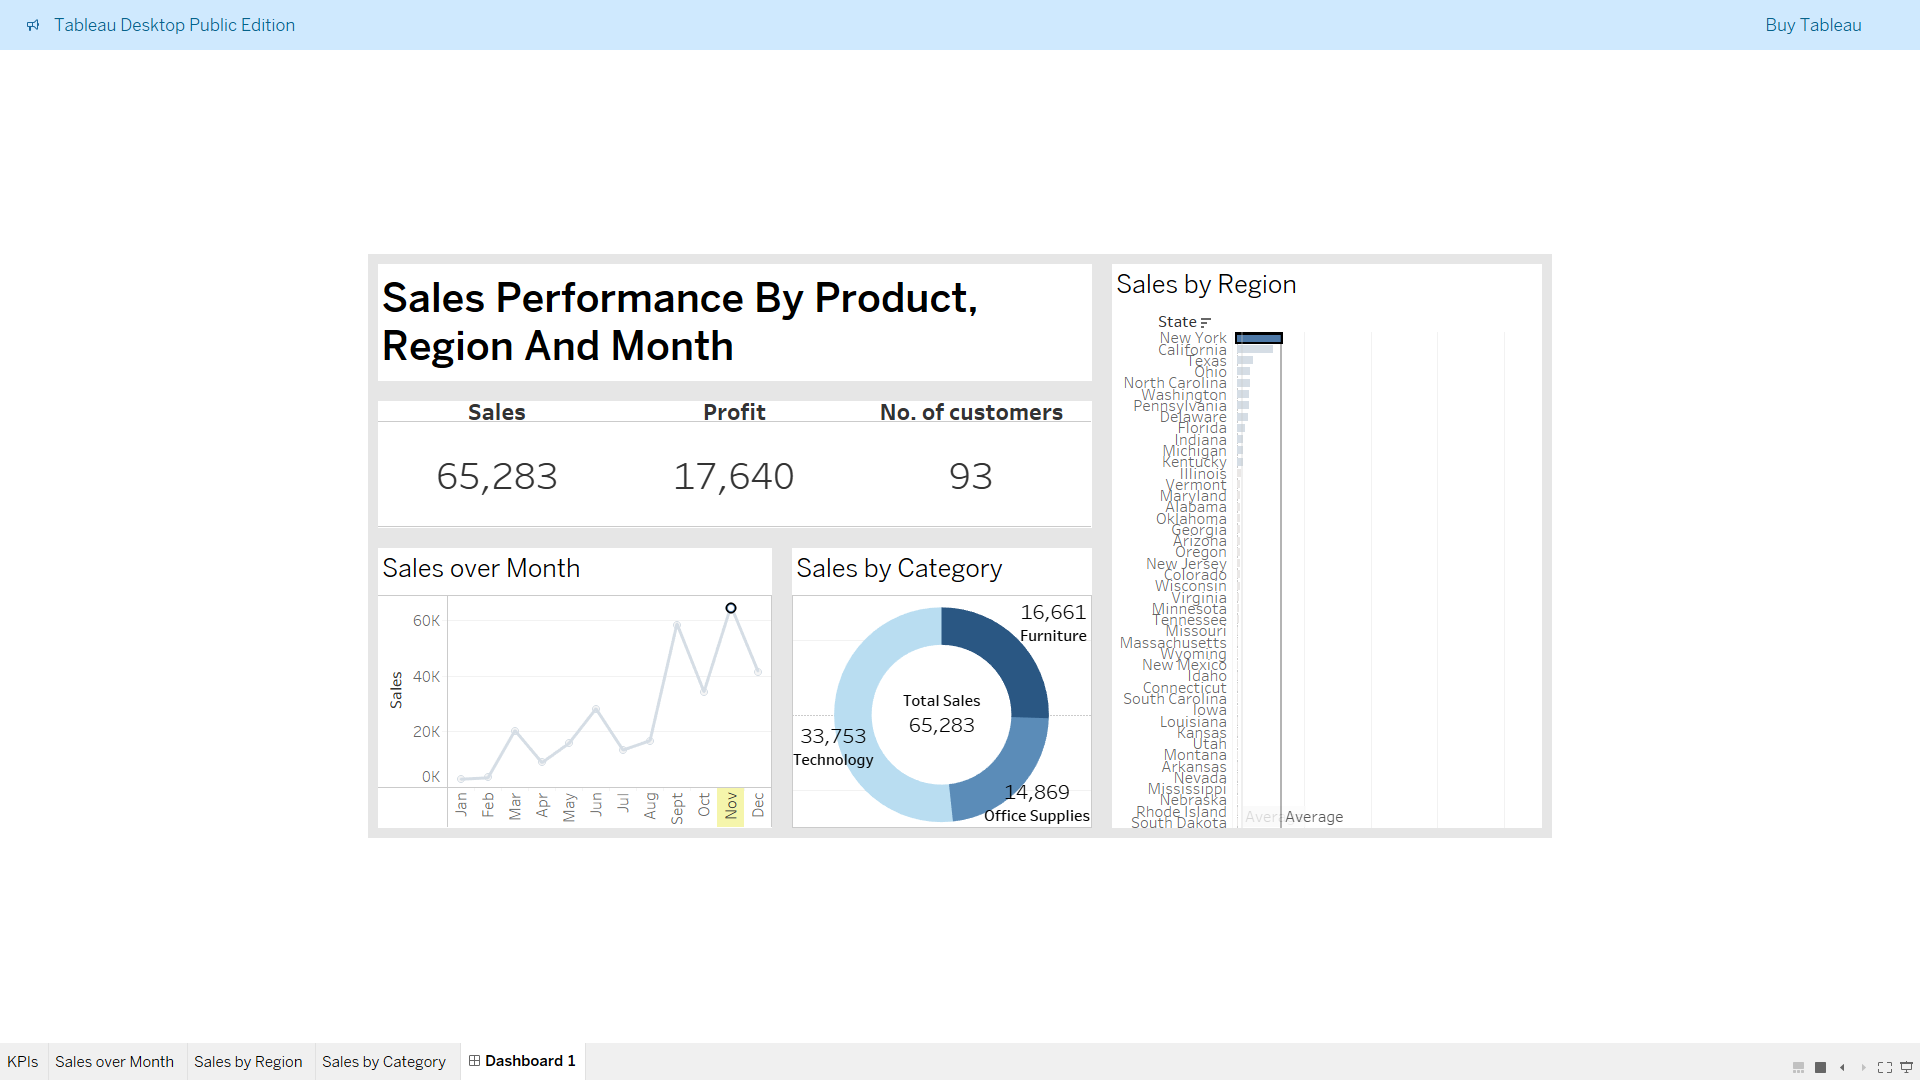 Tableau Desktop Public Edition
Buy Tableau
Sales Performance By Product,
Region And Month
Sales Profit No. of customers
65,283 17,640 93
Sales over Month
Sales
60K
40K
20K
0K
Jan Feb Mar Apr May Jun Jul Aug Sept Oct Nov Dec
Sales by Category
16,661
Furniture
Total Sales
65,283
33,753
Technology
14,869
Office Supplies
Sales by Region
State
New York
California
Texas
Ohio
North Carolina
Washington
Pennsylvania
Delaware
Florida
Indiana
Michigan
Kentucky
Illinois
Vermont
Maryland
Alabama
Oklahoma
Georgia
Arizona
Oregon
New Jersey
Colorado
Wisconsin
Virginia
Minnesota
Tennessee
Missouri
Massachusetts
Wyoming
New Mexico
Idaho
Connecticut
South Carolina
Iowa
Louisiana
Kansas
Utah
Montana
Arkansas
Nevada
Mississippi
Nebraska
Rhode Island
South Dakota
Average
KPIs Sales over Month Sales by Region Sales by Category Dashboard 1